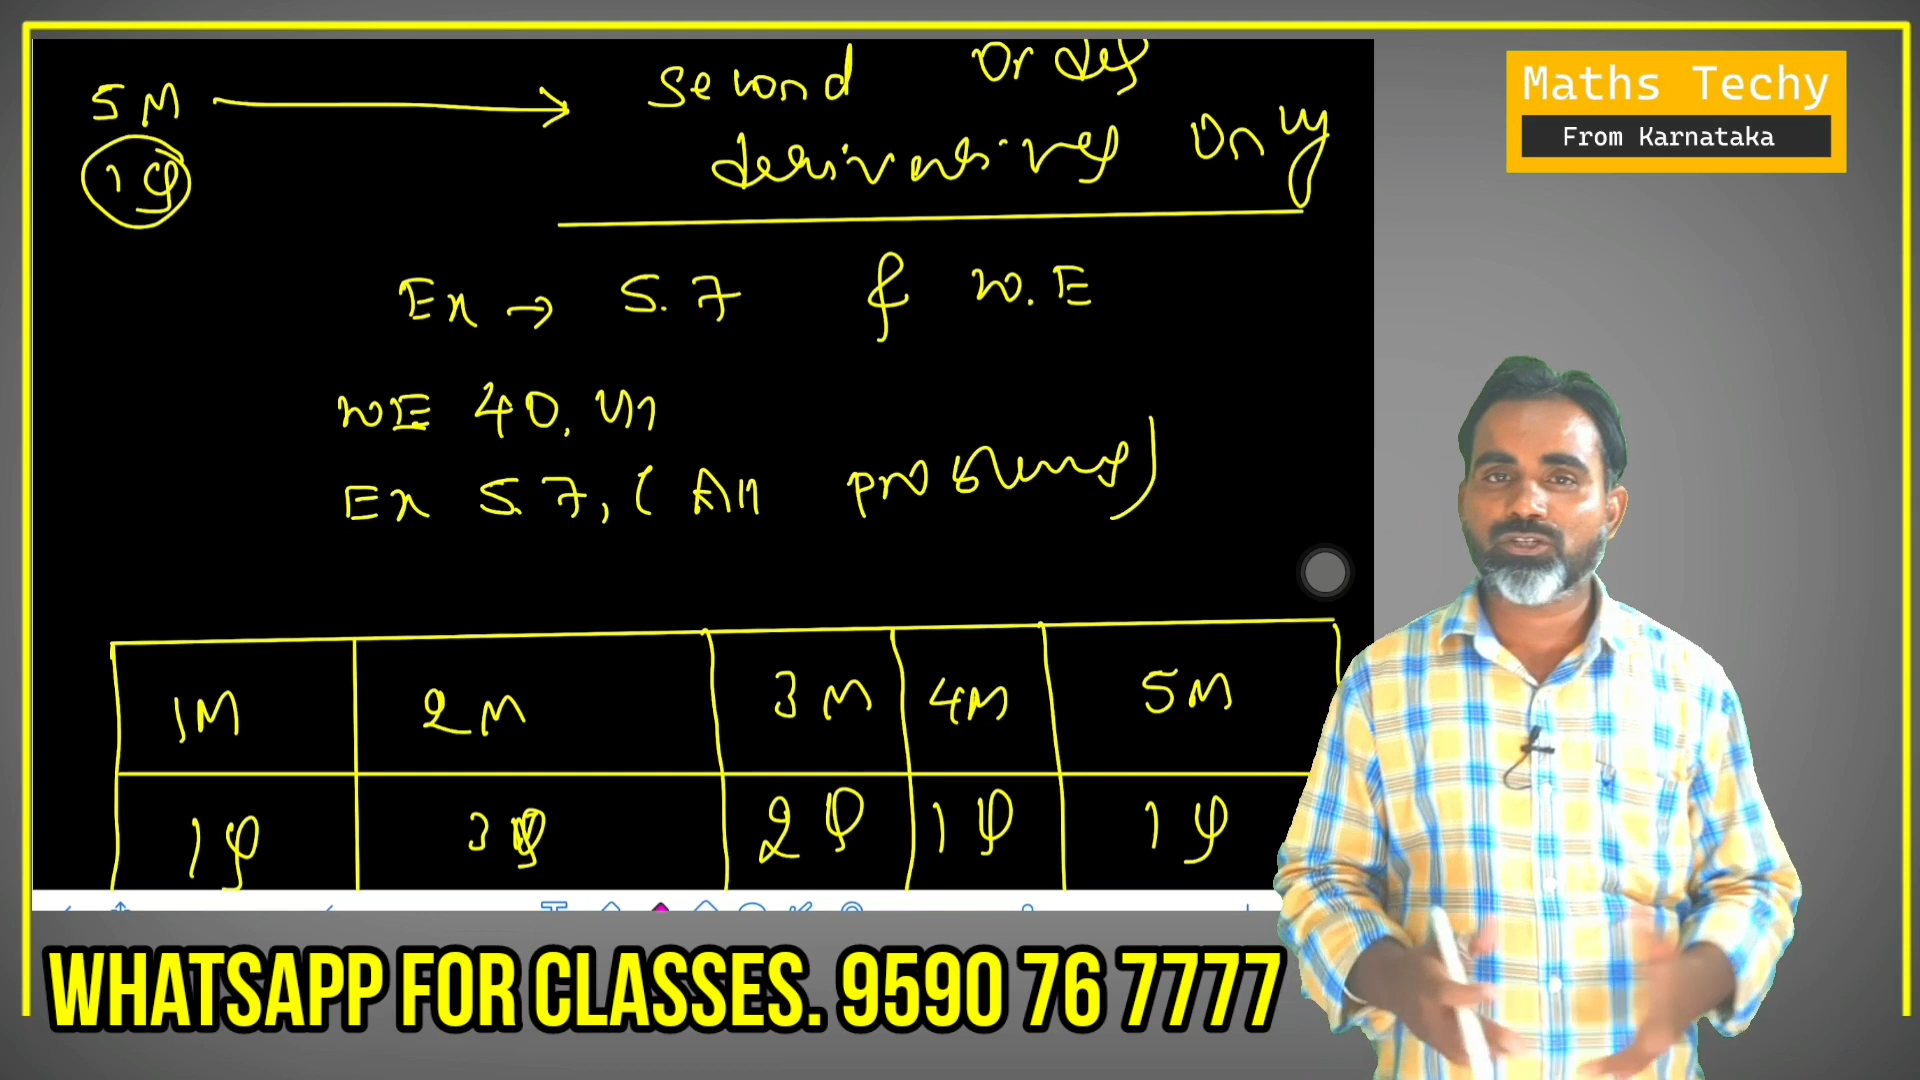 5M → Second Order
1Q derivatives only
Ex → 5.7 & W.E
WE 40, 41
Ex 5.7, (All problems)
1M 2M 3M 4M 5M
1Q 3Q 2Q 1Q 1Q
Maths Techy
From Karnataka
WHATSAPP FOR CLASSES. 9590 76 7777